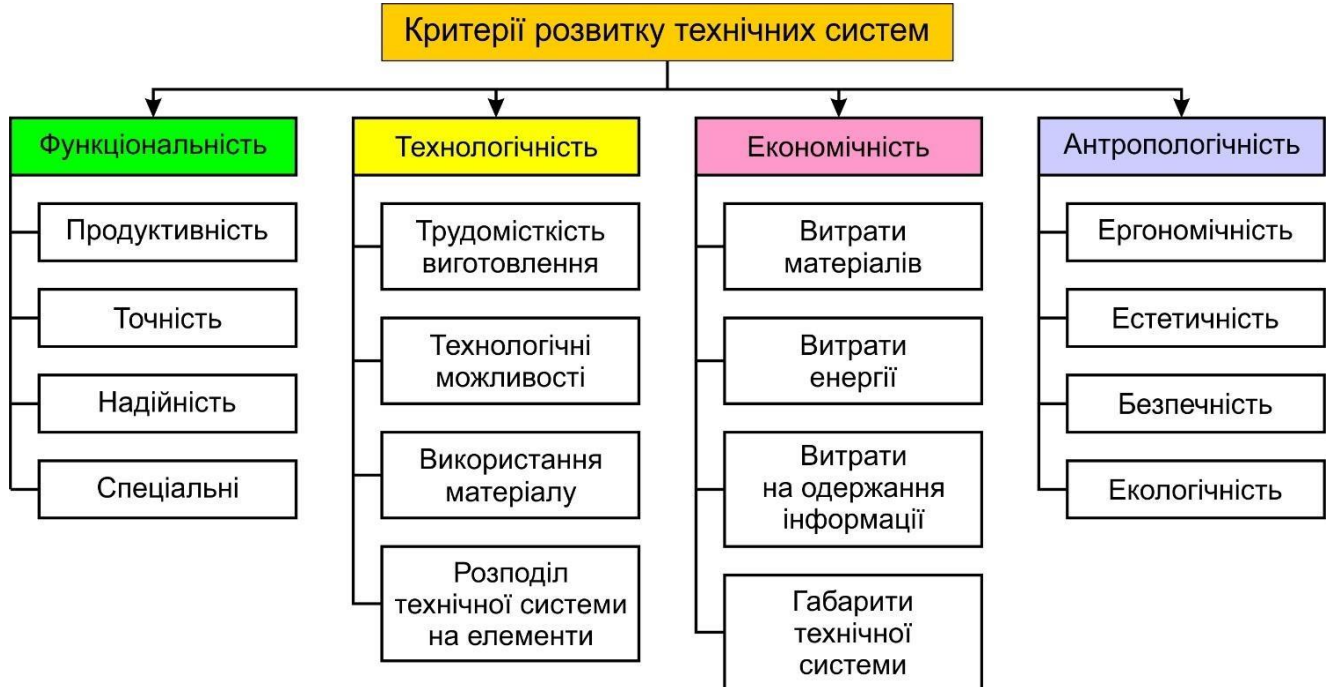 Критерії розвитку технічних систем
Функціональність
Продуктивність
Точність
Надійність
Спеціальні
Технологічність
Трудомісткість
виготовлення
Технологічні
можливості
Використання
матеріалу
Розподіл
технічної системи
на елементи
Економічність
Витрати
матеріалів
Витрати
енергії
Витрати
на одержання
інформації
Габарити
технічної
системи
Антропологічність
Ергономічність
Естетичність
Безпечність
Екологічність